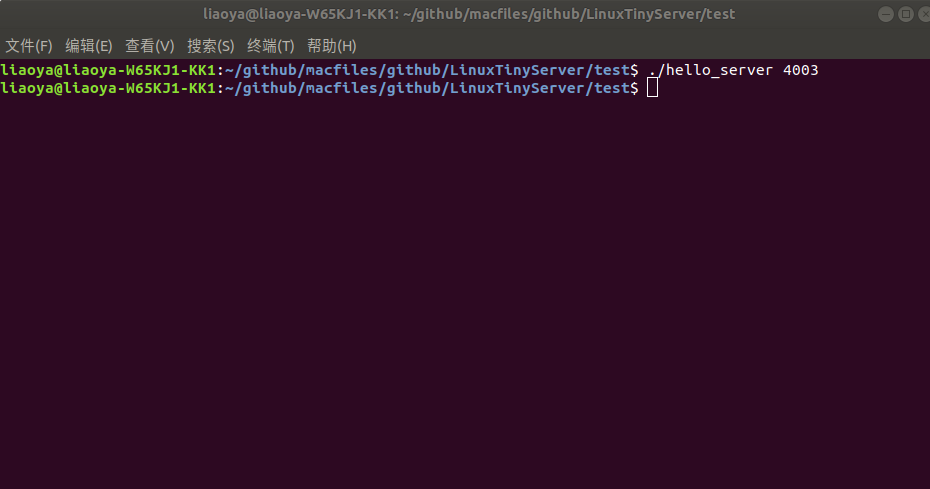 liaoya@liaoya-W65KJ1-KK1: ~/github/macfiles/github/LinuxTinyServer/test
文件(F) 编辑(E) 查看(V) 搜索(S) 终端(T) 帮助(H)
liaoya@liaoya-W65KJ1-KK1:~/github/macfiles/github/LinuxTinyServer/test$ ./hello_server 4003
liaoya@liaoya-W65KJ1-KK1:~/github/macfiles/github/LinuxTinyServer/test$